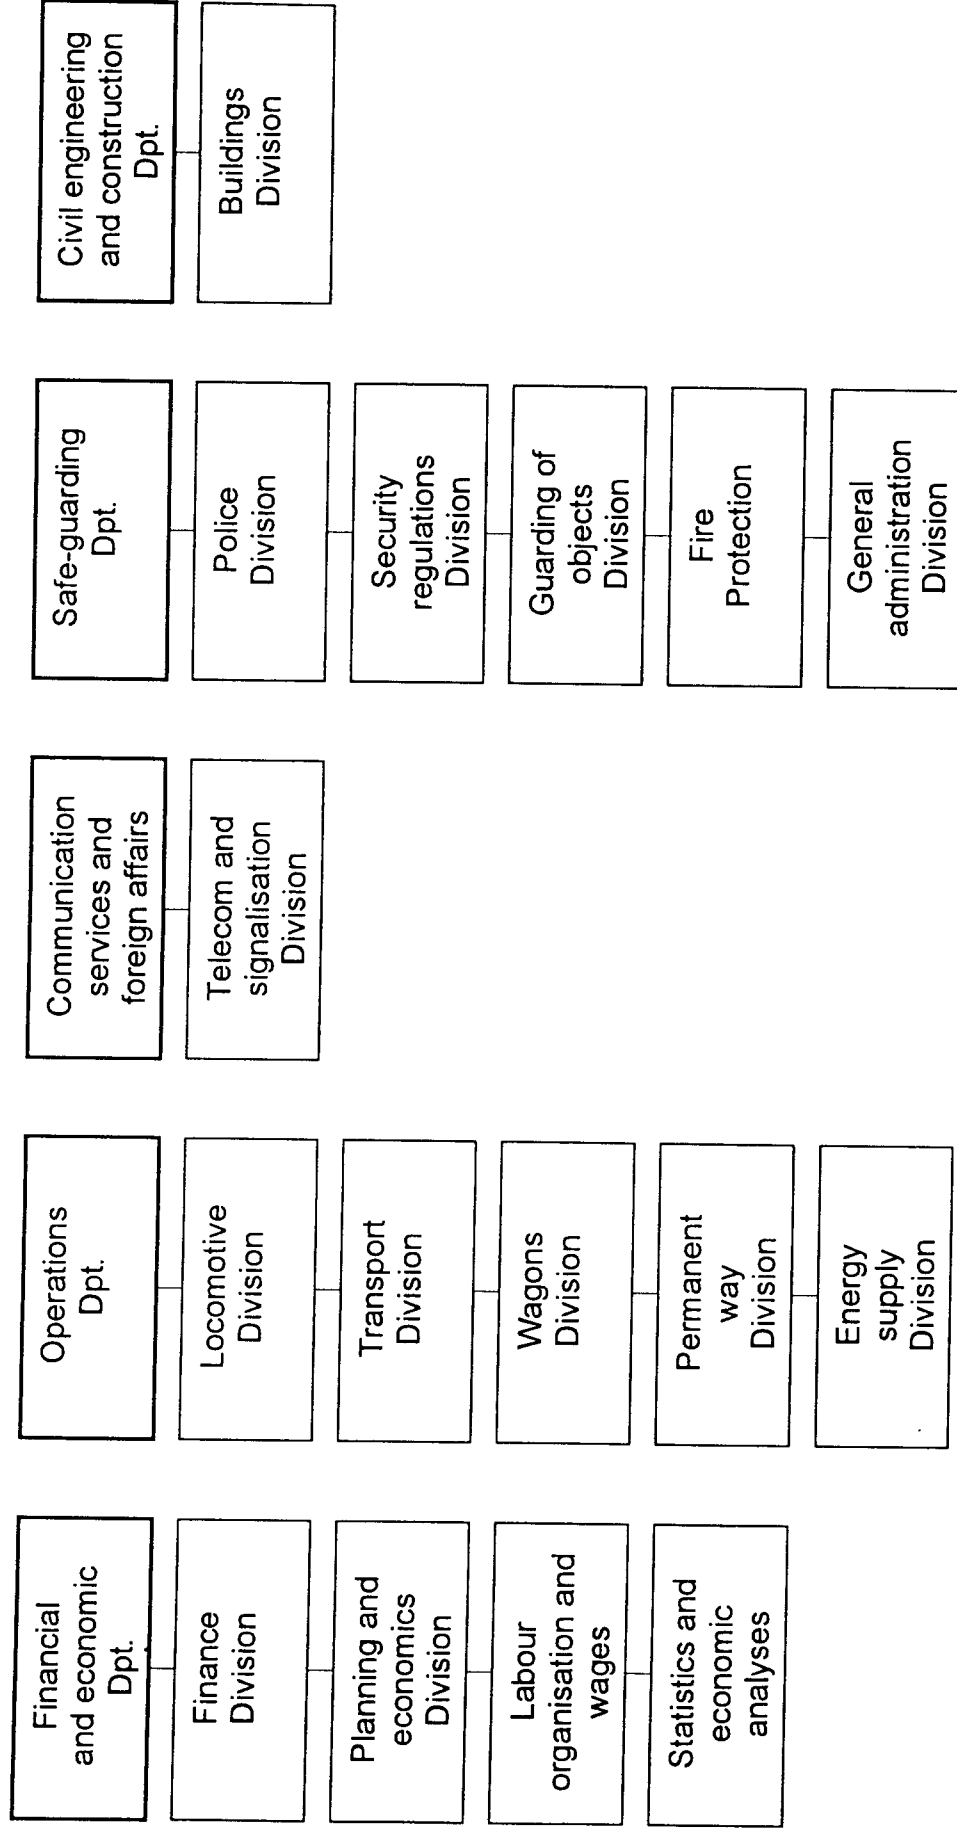 Financial
and economic
Dpt.
Finance
Division
Planning and
economics
Division
Labour
organisation and
wages
Statistics and
economic
analyses
Operations
Dpt.
Locomotive
Division
Transport
Division
Wagons
Division
Permanent
way
Division
Energy
supply
Division
Communication
services and
foreign affairs
Telecom and
signalisation
Division
Safe-guarding
Dpt.
Police
Division
Security
regulations
Division
Guarding of
objects
Division
Fire
Protection
General
administration
Division
Civil engineering
and construction
Dpt.
Buildings
Division